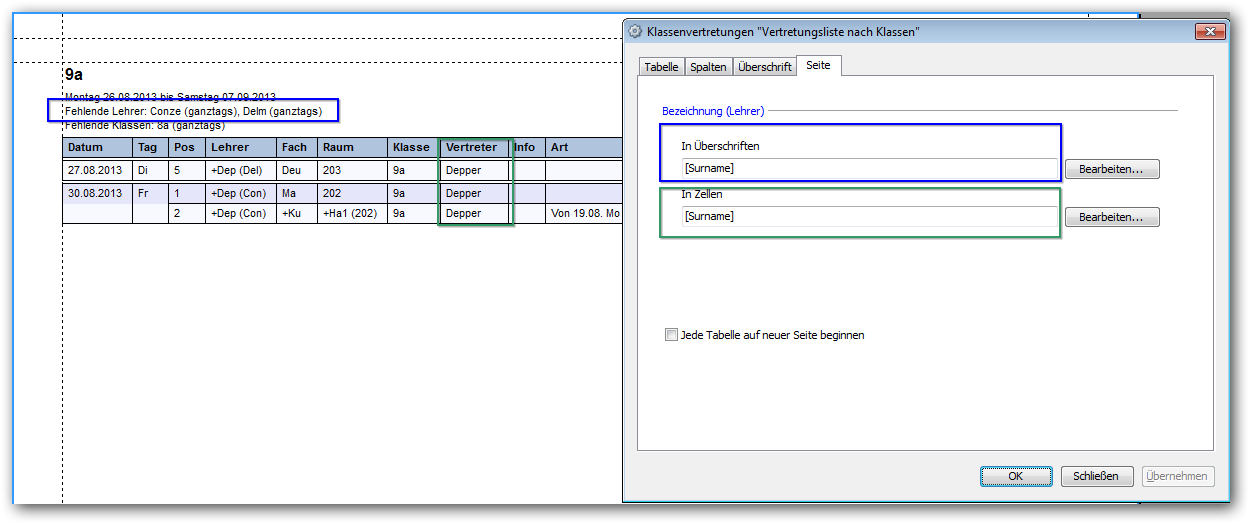 9a
Montag 26.08.2013 bis Samstag 07.09.2013
Fehlende Lehrer: Conze (ganztags), Delm (ganztags)
Fehlende Klassen: 8a (ganztags)
Datum Tag Pos Lehrer Fach Raum Klasse Vertreter Info Art
27.08.2013 Di 5 +Dep (Del) Deu 203 9a Depper
30.08.2013 Fr 1 +Dep (Con) Ma 202 9a Depper
2 +Dep (Con) +Ku +Ha1 (202) 9a Depper Von 19.08. Mo
Klassenvertretungen "Vertretungsliste nach Klassen"
Tabelle Spalten Überschrift Seite
Bezeichnung (Lehrer)
In Überschriften
[Surname] Bearbeiten...
In Zellen
[Surname] Bearbeiten...
Jede Tabelle auf neuer Seite beginnen
OK Schließen Übernehmen